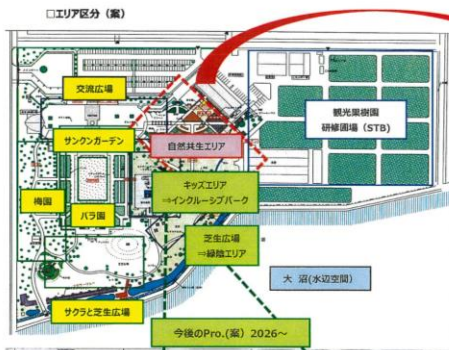 □エリア区分（案）
交流広場
サンクンガーデン
自然共生エリア
観光果樹園
研修圃場（STB）
梅園
バラ園
キッズエリア
⇒インクルーシブパーク
芝生広場
⇒緑陰エリア
大 沼(水辺空間)
サクラと芝生広場
今後のPro.(案）2026～